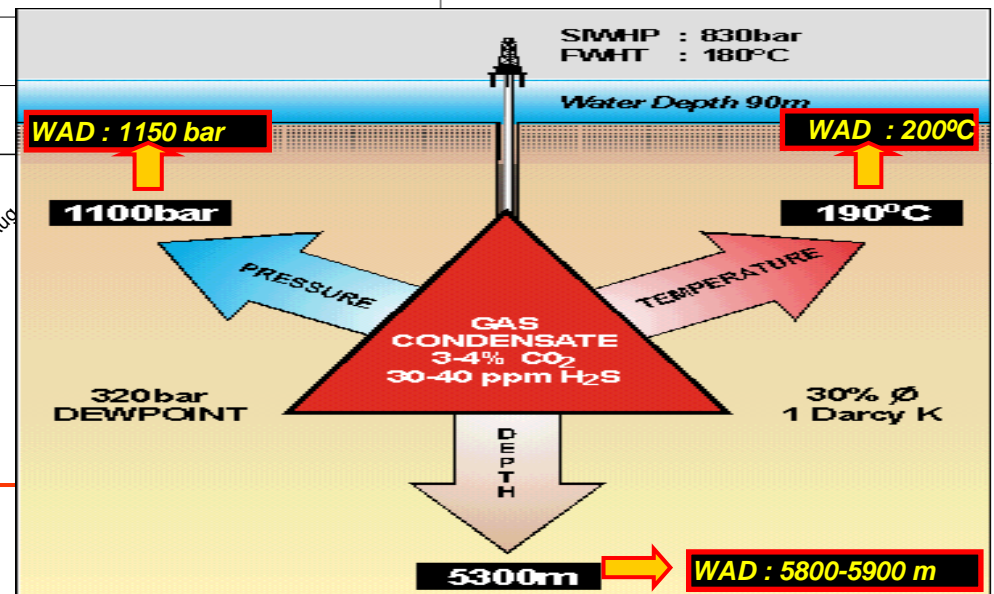 SIWHP : 830bar
FWHT : 180ºC
Water Depth 90m
WAD : 1150 bar
WAD : 200ºC
1100bar
190ºC
PRESSURE
TEMPERATURE
GAS
CONDENSATE
3-4% CO₂
30-40 ppm H₂S
320bar
DEWPOINT
30% Ø
1 Darcy K
DEPTH
5300m
WAD : 5800-5900 m